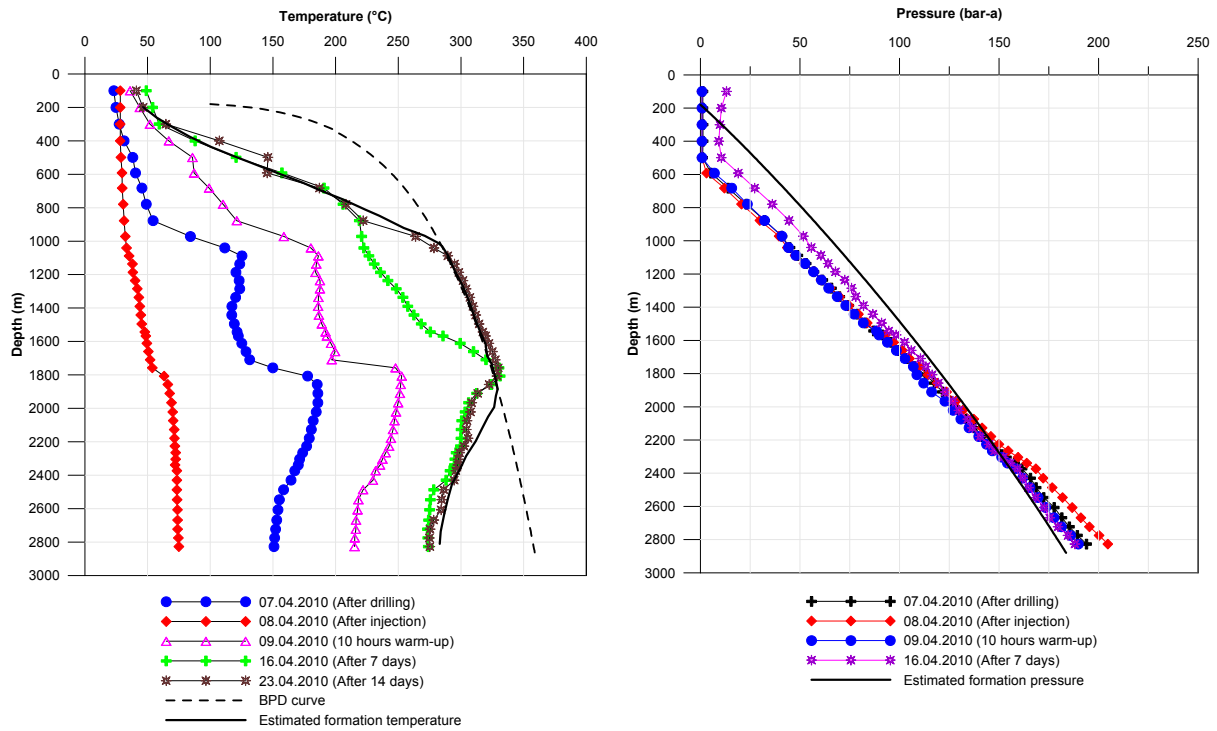 Temperature (°C)
0 50 100 150 200 250 300 350 400
Depth (m)
0
200
400
600
800
1000
1200
1400
1600
1800
2000
2200
2400
2600
2800
3000
07.04.2010 (After drilling)
08.04.2010 (After injection)
09.04.2010 (10 hours warm-up)
16.04.2010 (After 7 days)
23.04.2010 (After 14 days)
BPD curve
Estimated formation temperature
Pressure (bar-a)
0 50 100 150 200 250
Depth (m)
0
200
400
600
800
1000
1200
1400
1600
1800
2000
2200
2400
2600
2800
3000
07.04.2010 (After drilling)
08.04.2010 (After injection)
09.04.2010 (10 hours warm-up)
16.04.2010 (After 7 days)
Estimated formation pressure